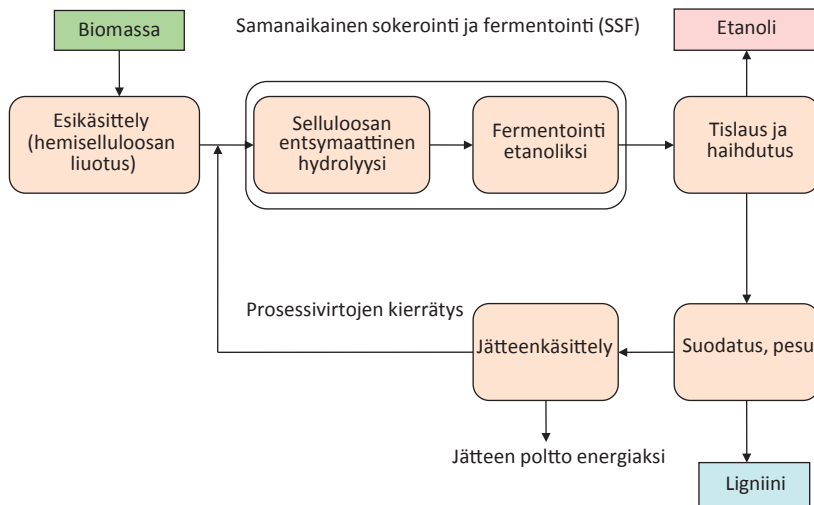 Biomassa
Samanaikainen sokerointi ja fermentointi (SSF)
Etanoli
Esikäsittely
(hemiselluloosan
liuotus)
Selluloosan
entsymaattinen
hydrolyysi
Fermentointi
etanoliksi
Tislaus ja
haihdutus
Prosessivirtojen kierrätys
Jätteenkäsittely
Suodatus, pesu
Jätteen poltto energiaksi
Ligniini